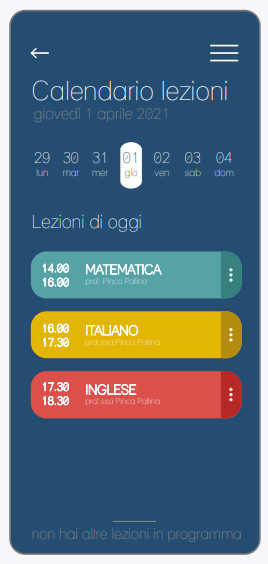 Calendario lezioni
giovedì 1 aprile 2021
29 30 31 01 02 03 04
lun mar mer gio ven sab dom
Lezioni di oggi
14.00 MATEMATICA
16.00 prof. Pinco Pallino
16.00 ITALIANO
17.30 prof.ssa Pinca Pallina
17.30 INGLESE
18.30 prof.ssa Pinca Pallina
non hai altre lezioni in programma